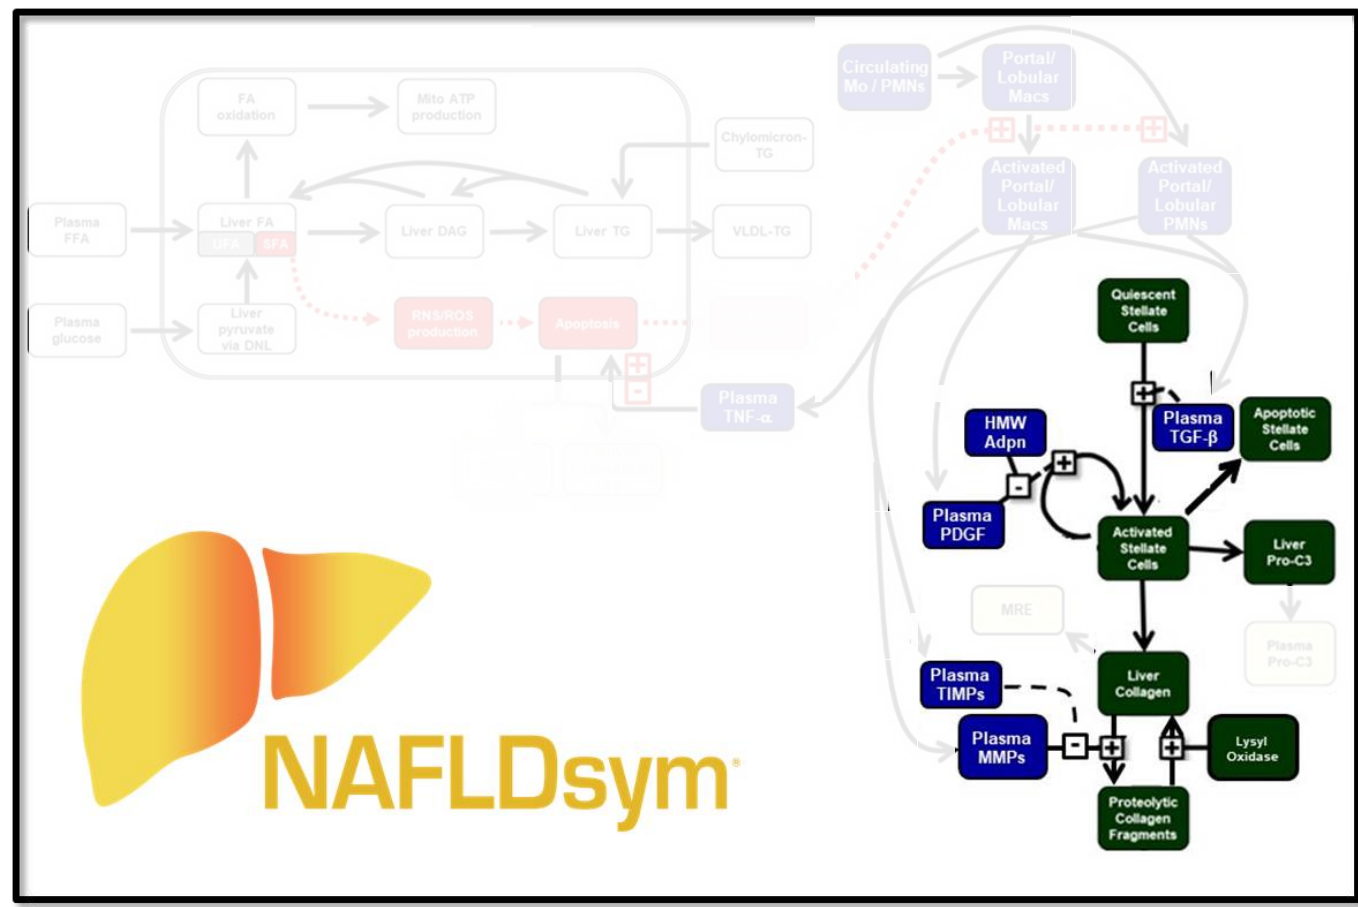 Circulating
Mo / PMNs
Portal/
Lobular
Macs
FA
oxidation
Mito ATP
production
Chylomicron-
TG
+
+
Activated
Portal/
Lobular
Macs
Activated
Portal/
Lobular
PMNs
Plasma
FFA
Liver FA
UFA
SFA
Liver DAG
Liver TG
VLDL-TG
Plasma
glucose
Liver
pyruvate
via DNL
RNS/ROS
production
Apoptosis
+
-
Plasma
TNF-α
Quiescent
Stellate
Cells
+
Plasma
TGF-β
Apoptotic
Stellate
Cells
HMW
Adpn
+
-
Plasma
PDGF
Activated
Stellate
Cells
Liver
Pro-C3
MRE
Plasma
Pro-C3
Plasma
TIMPs
Liver
Collagen
Plasma
MMPs
-
+
+
Lysyl
Oxidase
Proteolytic
Collagen
Fragments
NAFLDsym®